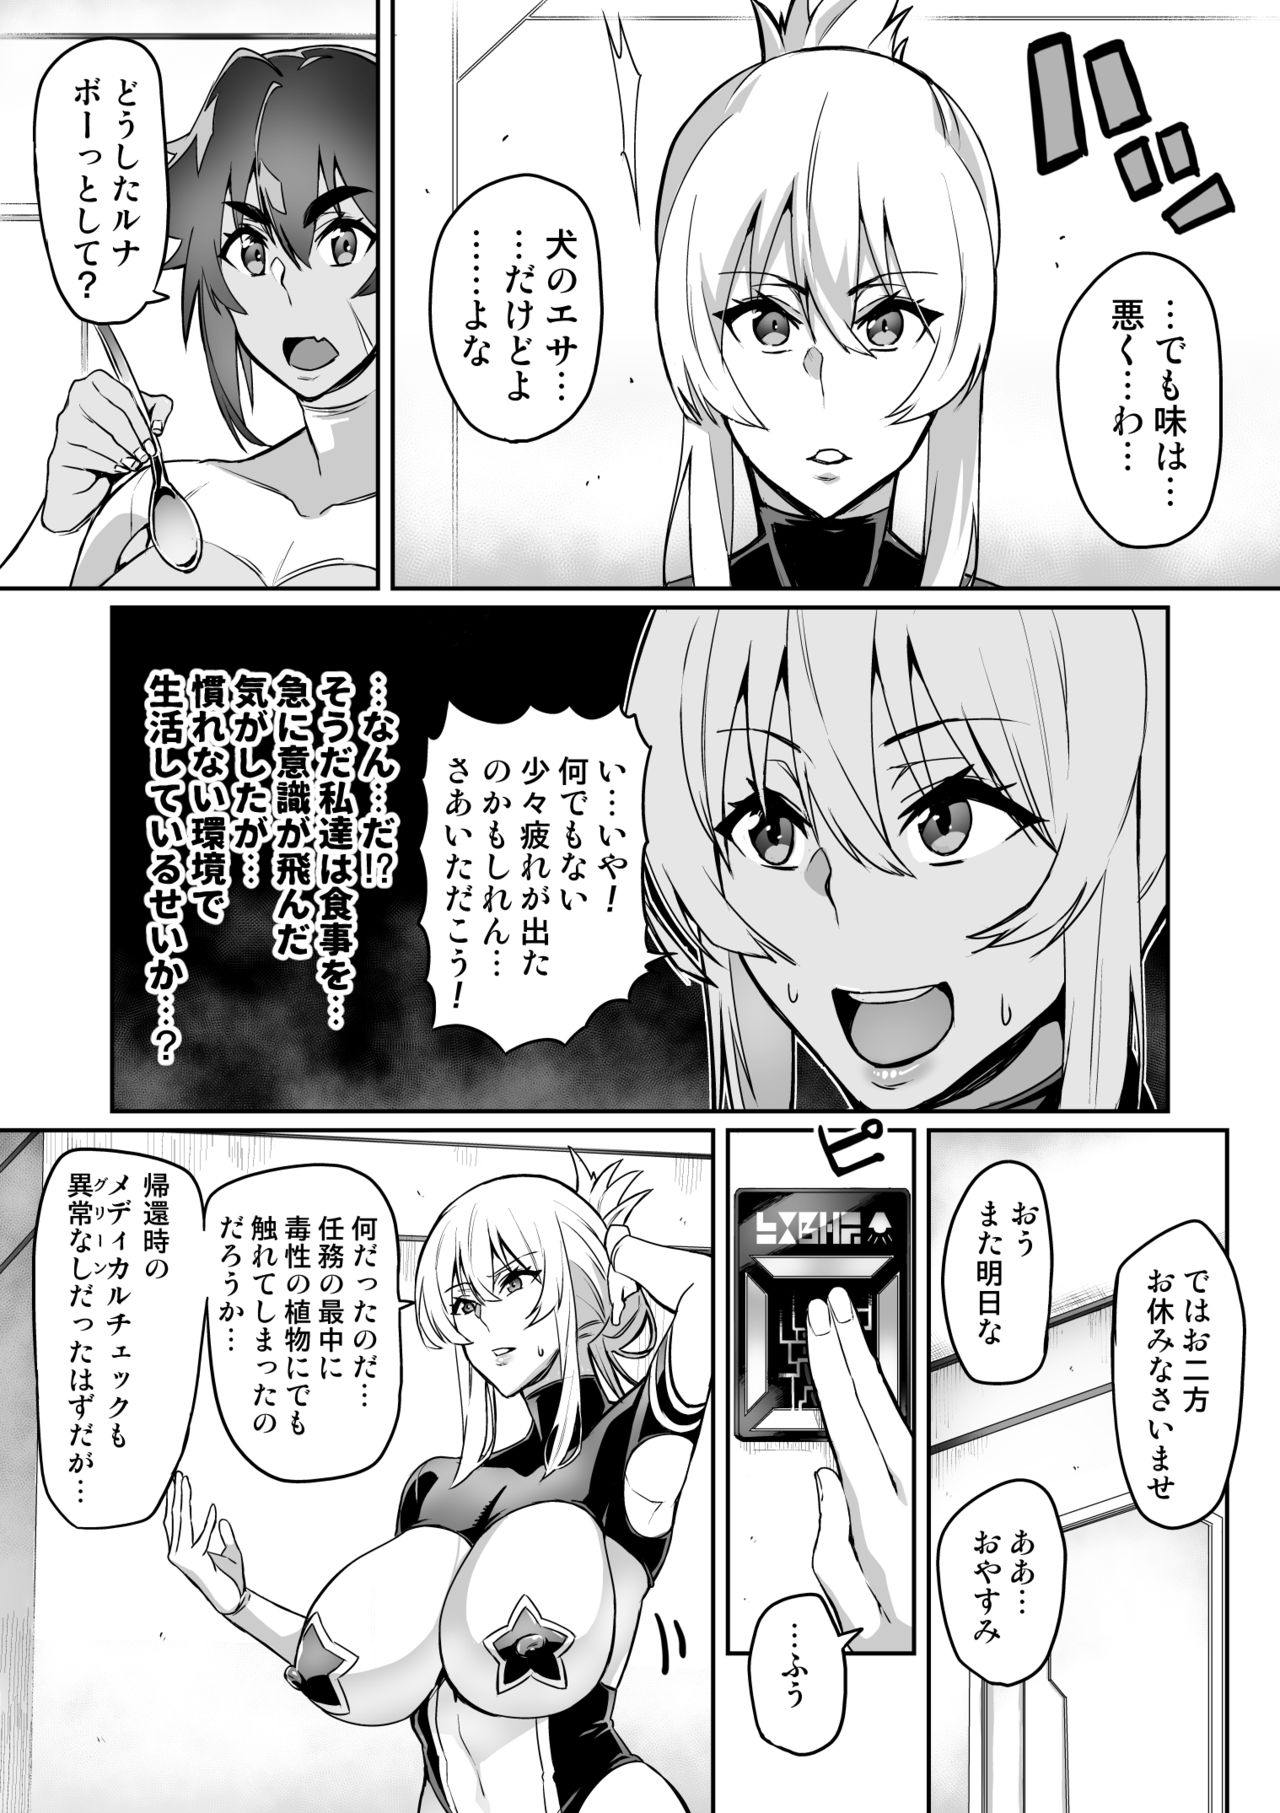 …でも味は…
悪く…わ…
犬のエサ…
…だけどよ
……よな
どうしたルナ
ボーっとして？
い…いや！
何でもない
少々疲れが出た
のかもしれん…
さあいただこう！
…なん…だ!?
そうだ私達は食事を…
急に意識が飛んだ
気がしたが…
慣れない環境で
生活しているせいか…？
ではお二方
お休みなさいませ
おう
また明日な
ああ…
おやすみ
ピ
…ふう
何だったのだ…
任務の最中に
毒性の植物にでも
触れてしまったの
だろうか…
帰還時の
メディカルチェックも
グリーン
異常なしだったはずだが…